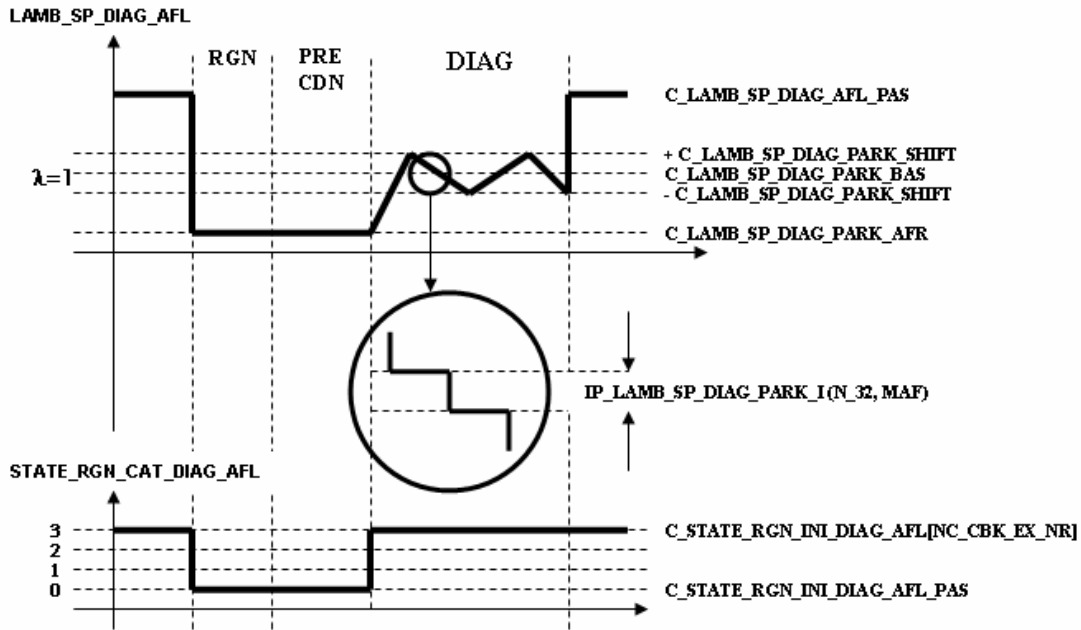 LAMB_SP_DIAG_AFL
RGN
PRE
CDN
DIAG
C_LAMB_SP_DIAG_AFL_PAS
+ C_LAMB_SP_DIAG_PARK_SHIFT
λ=1
C_LAMB_SP_DIAG_PARK_BAS
- C_LAMB_SP_DIAG_PARK_SHIFT
C_LAMB_SP_DIAG_PARK_AFR
IP_LAMB_SP_DIAG_PARK_I (N_32, MAF)
STATE_RGN_CAT_DIAG_AFL
3
C_STATE_RGN_INI_DIAG_AFL[NC_CBK_EX_NR]
2
1
0
C_STATE_RGN_INI_DIAG_AFL_PAS